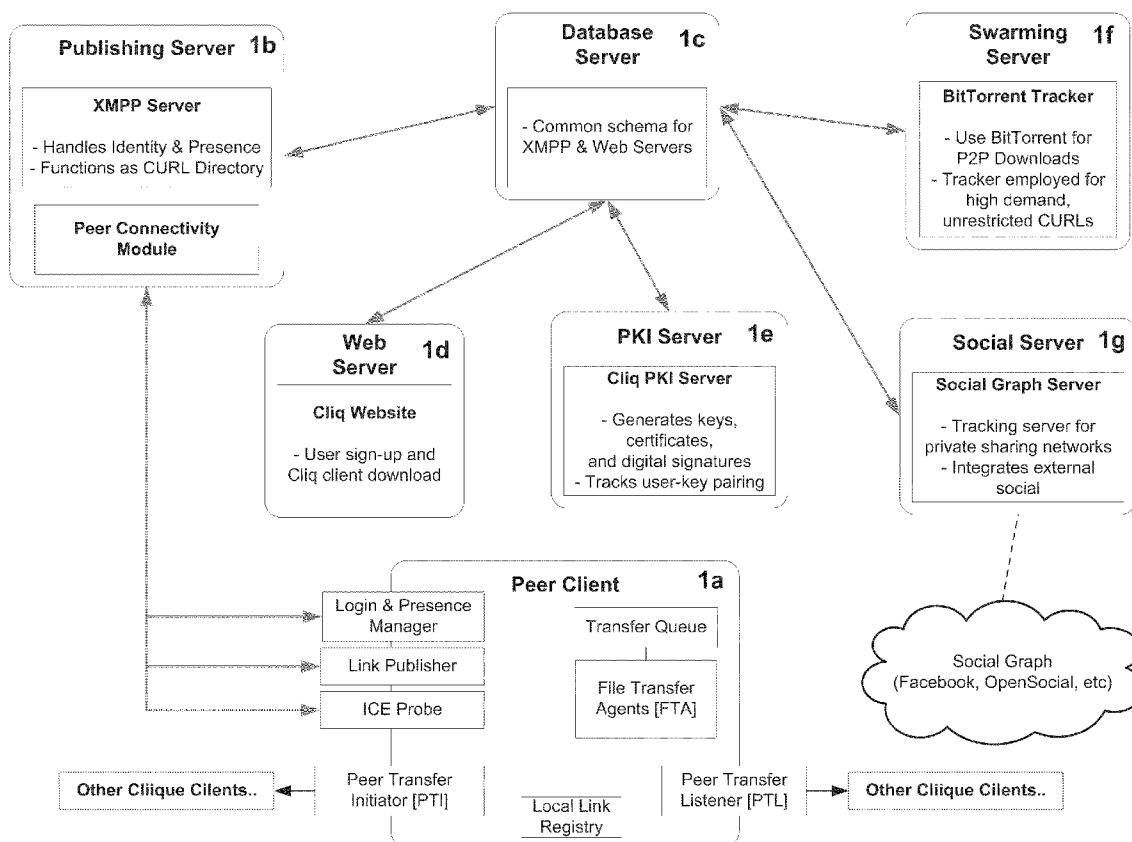 Publishing Server 1b
XMPP Server
- Handles Identity & Presence
- Functions as CURL Directory
Peer Connectivity
Module
Database
Server
1c
- Common schema for
XMPP & Web Servers
Swarming
Server
1f
BitTorrent Tracker
- Use BitTorrent for
P2P Downloads
- Tracker employed for
high demand,
unrestricted CURLs
Web
Server
1d
Cliq Website
- User sign-up and
Cliq client download
PKI Server 1e
Cliq PKI Server
- Generates keys,
certificates,
and digital signatures
- Tracks user-key pairing
Social Server 1g
Social Graph Server
- Tracking server for
private sharing networks
- Integrates external
social
Peer Client 1a
Login & Presence
Manager
Link Publisher
ICE Probe
Transfer Queue
File Transfer
Agents [FTA]
Social Graph
(Facebook, OpenSocial, etc)
Other Cliique Cilents..
Peer Transfer
Initiator [PTI]
Local Link
Registry
Peer Transfer
Listener [PTL]
Other Cliique Cilents..